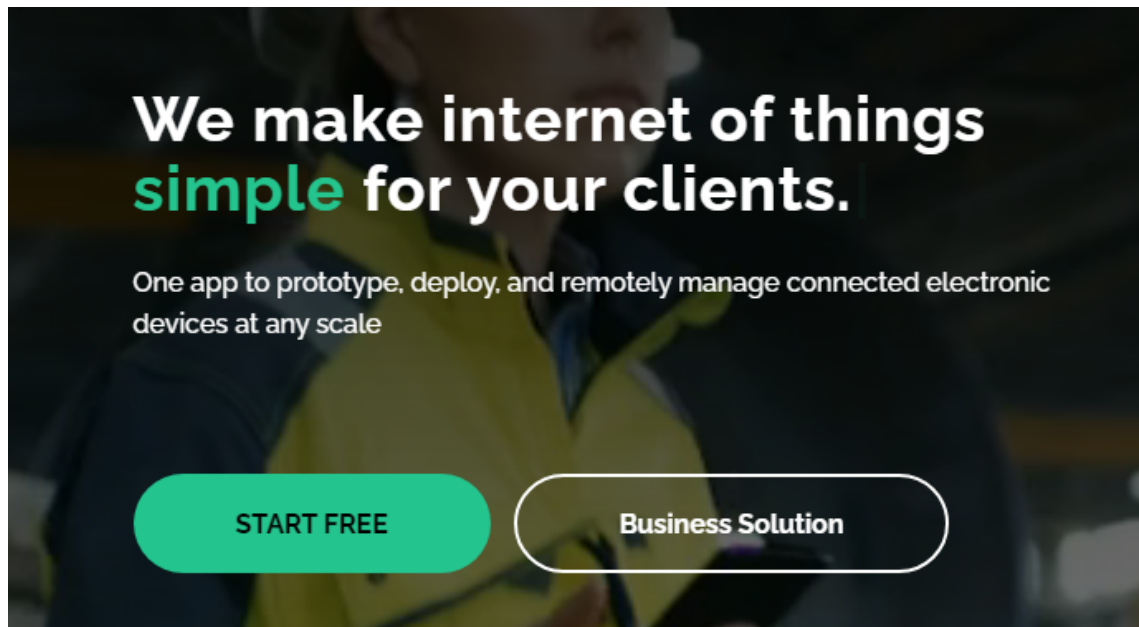 We make internet of things
simple for your clients.
One app to prototype, deploy, and remotely manage connected electronic
devices at any scale
START FREE
Business Solution